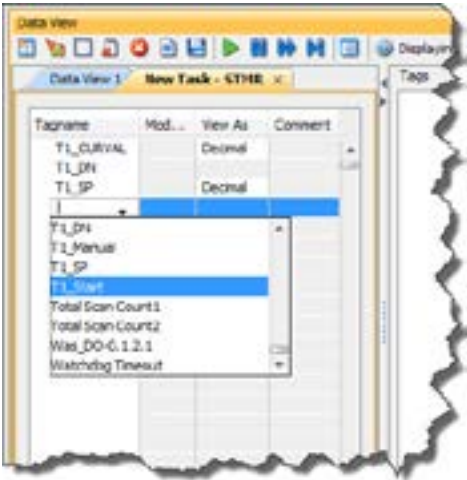 Data View
Displayin
Data View 1
New Task - STMR ×
Tags
Tagname Mod... View As Comment
T1_CURVAL Decimal
T1_DN
T1_SP Decimal
T1_DN
T1_Manual
T1_SP
T1_Start
Total Scan Count1
Total Scan Count2
Was_DO-0.1.2.1
Watchdog Timeout